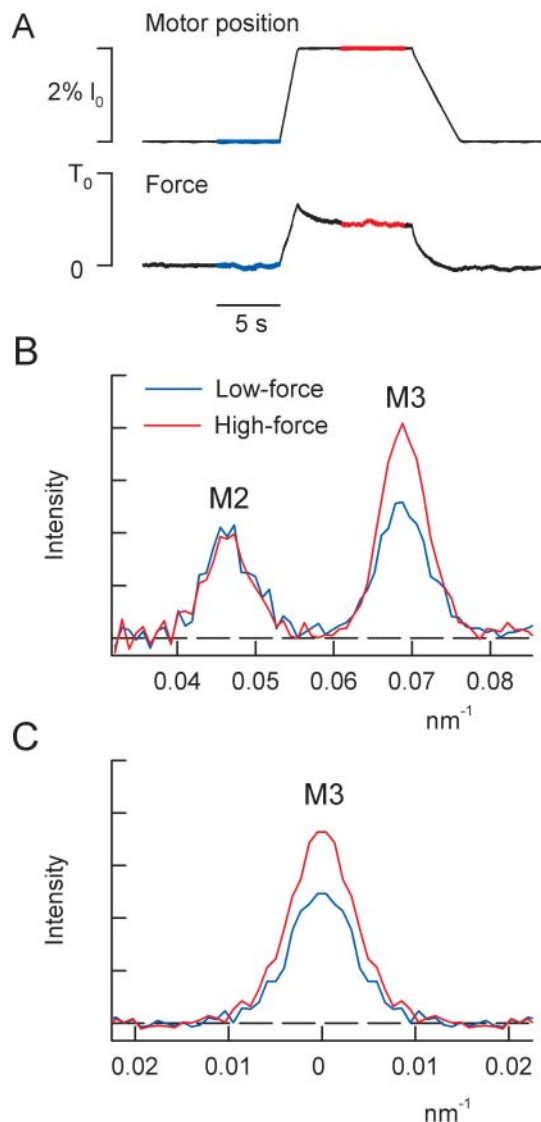 A
Motor position
2% l₀
T₀
Force
0
5 s
B
Low-force
High-force
M3
M2
Intensity
0.04 0.05 0.06 0.07 0.08
nm⁻¹
C
M3
Intensity
0.02 0.01 0 0.01 0.02
nm⁻¹